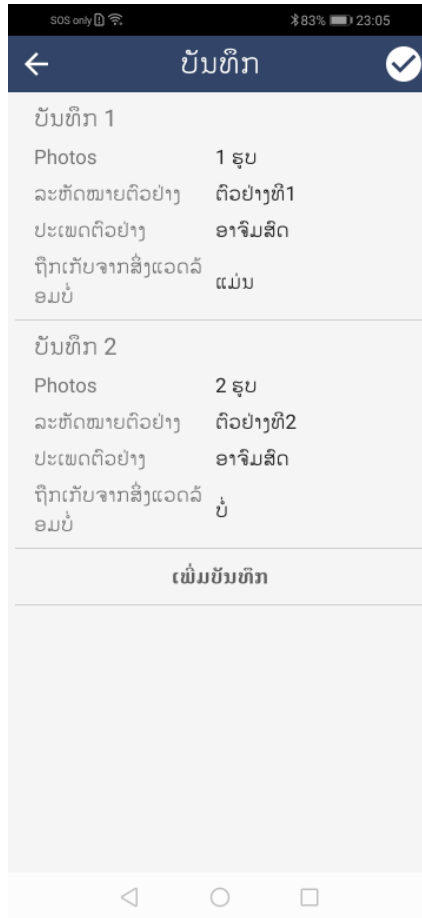 SOS only 83% 23:05
ບັນທຶກ
ບັນທຶກ 1
Photos 1 ຮູບ
ລະຫັດໝາຍຕົວຢ່າງ ຕົວຢ່າງທີ1
ປະເພດຕົວຢ່າງ ອາຈົມສົດ
ຖືກເກັບຈາກສິ່ງແວດລ້
ອມບໍ່ ແມ່ນ
ບັນທຶກ 2
Photos 2 ຮູບ
ລະຫັດໝາຍຕົວຢ່າງ ຕົວຢ່າງທີ2
ປະເພດຕົວຢ່າງ ອາຈົມສົດ
ຖືກເກັບຈາກສິ່ງແວດລ້
ອມບໍ່ ບໍ່
ເພີ່ມບັນທຶກ